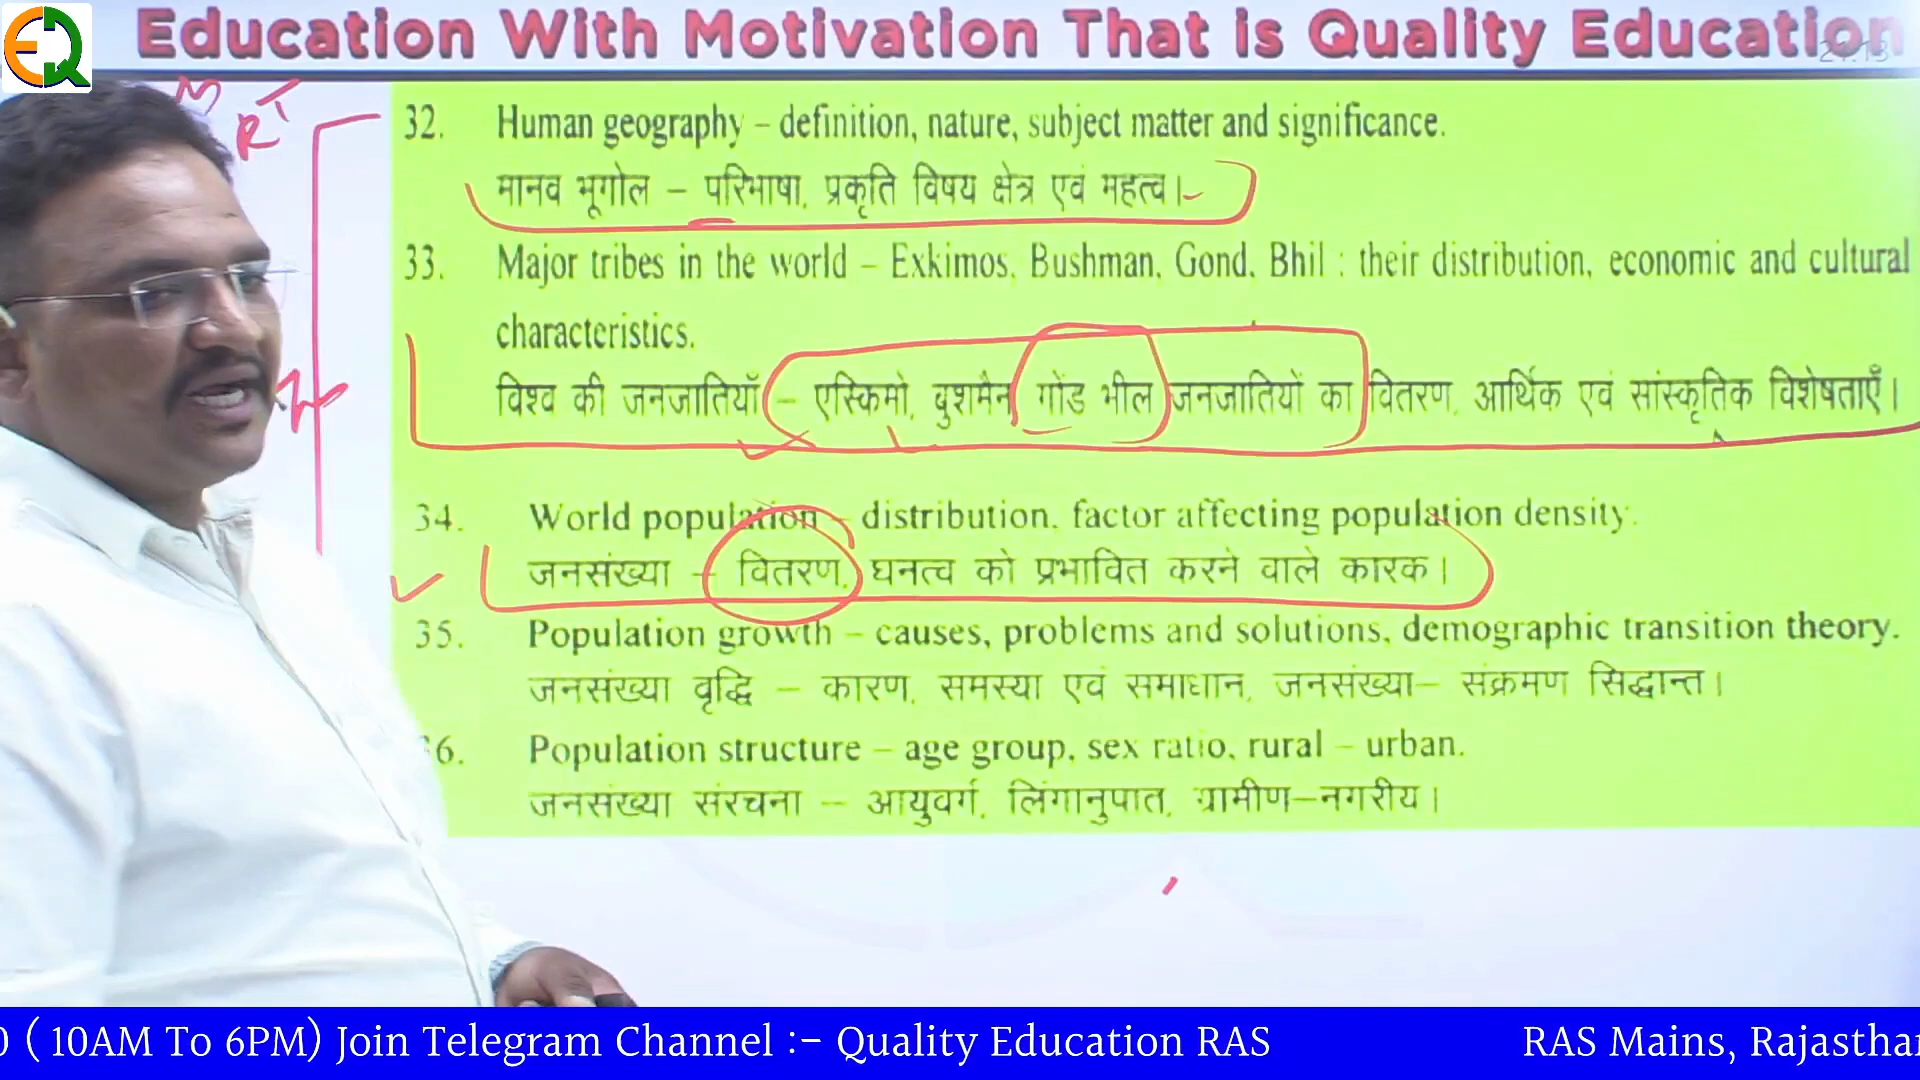 EQ
Education With Motivation That is Quality Education
21:13
M
R T
32. Human geography – definition, nature, subject matter and significance.
मानव भूगोल – परिभाषा, प्रकृति विषय क्षेत्र एवं महत्व।
33. Major tribes in the world – Exkimos, Bushman, Gond, Bhil : their distribution, economic and cultural
characteristics.
विश्व की जनजातियाँ – एस्किमो, बुशमैन, गोंड भील जनजातियों का वितरण, आर्थिक एवं सांस्कृतिक विशेषताएँ।
34. World population – distribution, factor affecting population density.
जनसंख्या – वितरण, घनत्व को प्रभावित करने वाले कारक।
35. Population growth – causes, problems and solutions, demographic transition theory.
जनसंख्या वृद्धि – कारण, समस्या एवं समाधान, जनसंख्या– संक्रमण सिद्धान्त।
36. Population structure – age group, sex ratio, rural – urban.
जनसंख्या संरचना – आयुवर्ग, लिंगानुपात, ग्रामीण–नगरीय।
0 ( 10AM To 6PM) Join Telegram Channel :– Quality Education RAS RAS Mains, Rajasthan